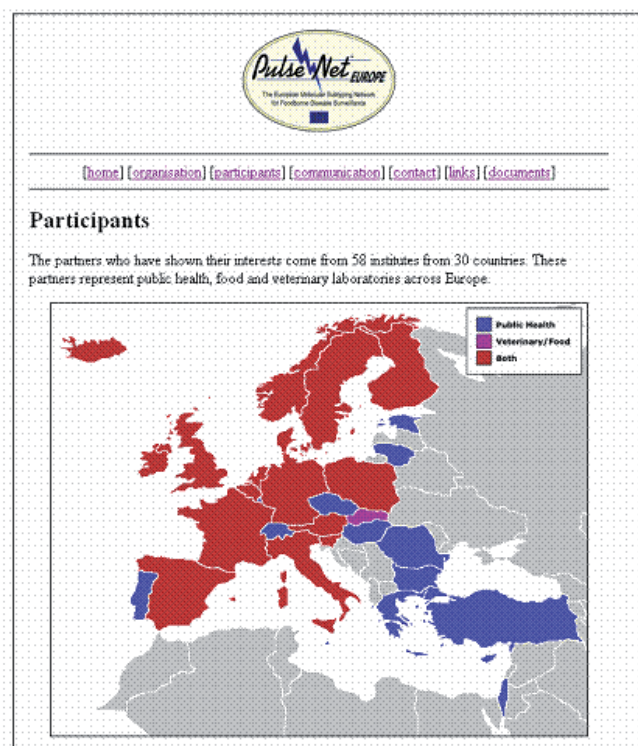 PulseNet EUROPE
The European Molecular Subtyping Network
for Foodborne Disease Surveillance
[home] [organisation] [participants] [communication] [contact] [links] [documents]
Participants
The partners who have shown their interests come from 58 institutes from 30 countries. These
partners represent public health, food and veterinary laboratories across Europe.
Public Health
Veterinary/Food
Both